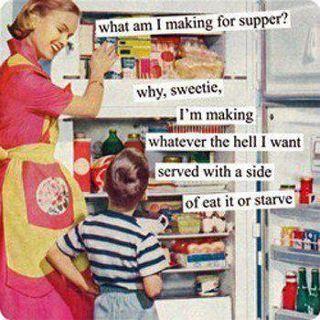 what am I making for supper?
why, sweetie,
I'm making
whatever the hell I want
served with a side
of eat it or starve